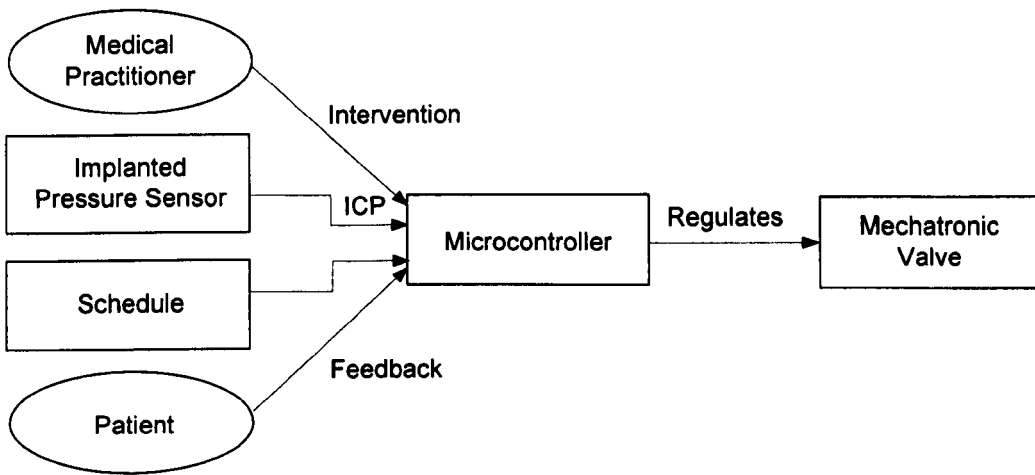 Medical
Practitioner
Intervention
Implanted
Pressure Sensor
ICP
Microcontroller
Regulates
Mechatronic
Valve
Schedule
Feedback
Patient